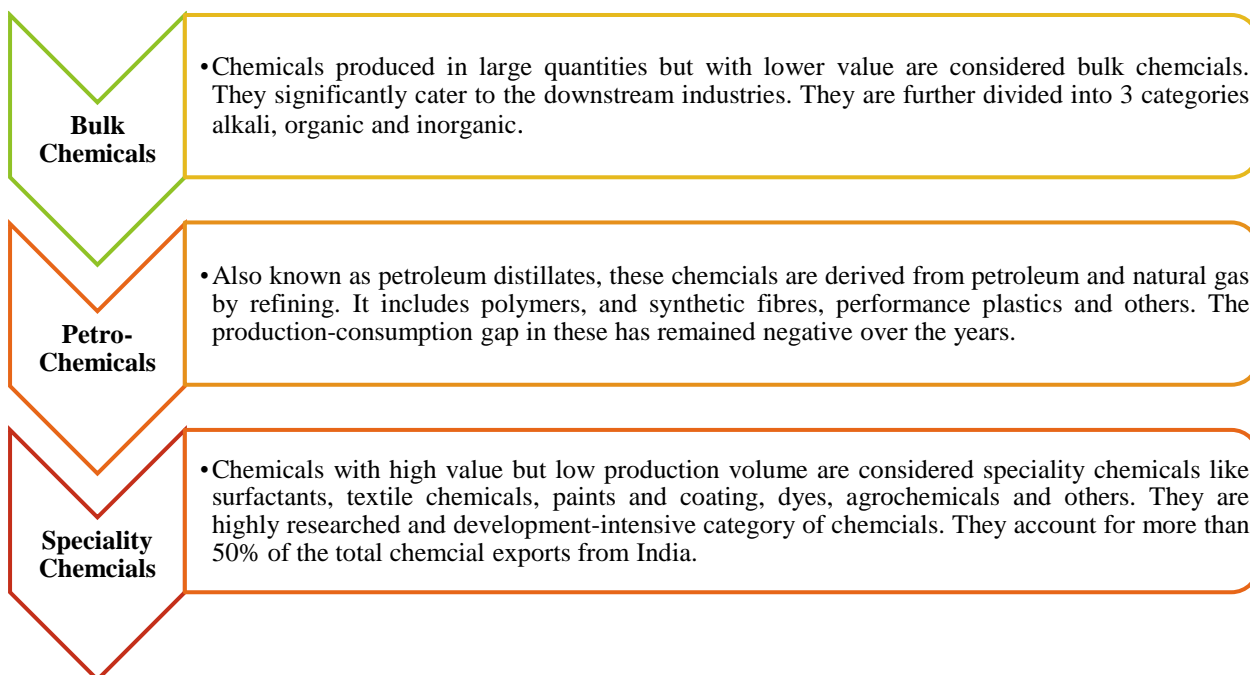 Bulk
Chemicals
•Chemicals produced in large quantities but with lower value are considered bulk chemcials.
They significantly cater to the downstream industries. They are further divided into 3 categories
alkali, organic and inorganic.
Petro-
Chemicals
•Also known as petroleum distillates, these chemcials are derived from petroleum and natural gas
by refining. It includes polymers, and synthetic fibres, performance plastics and others. The
production-consumption gap in these has remained negative over the years.
Speciality
Chemcials
•Chemicals with high value but low production volume are considered speciality chemicals like
surfactants, textile chemicals, paints and coating, dyes, agrochemicals and others. They are
highly researched and development-intensive category of chemcials. They account for more than
50% of the total chemcial exports from India.